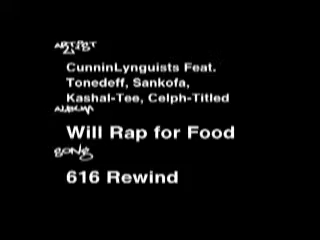 ARTIST
CunninLynguists Feat.
Tonedeff, Sankofa,
Kashal-Tee, Celph-Titled
ALBUM
Will Rap for Food
SONG
616 Rewind